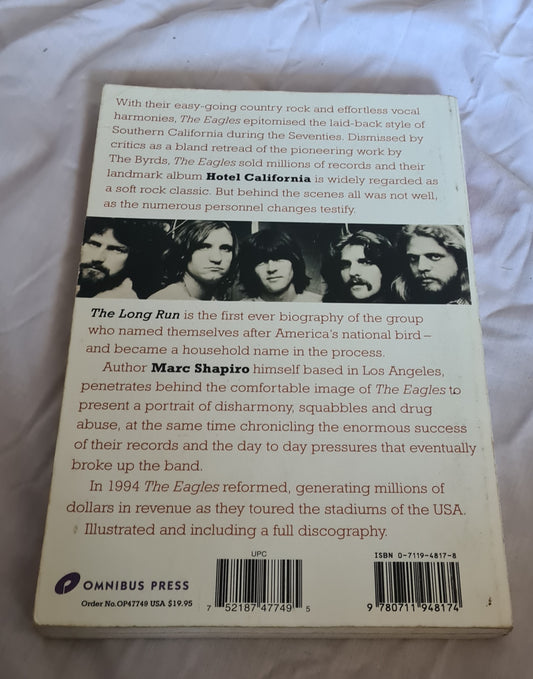 With their easy-going country rock and effortless vocal
harmonies, The Eagles epitomised the laid-back style of
Southern California during the Seventies. Dismissed by
critics as a bland retread of the pioneering work by
The Byrds, The Eagles sold millions of records and their
landmark album Hotel California is widely regarded as
a soft rock classic. But behind the scenes all was not well,
as the numerous personnel changes testify.
The Long Run is the first ever biography of the group
who named themselves after America's national bird –
and became a household name in the process.
Author Marc Shapiro himself based in Los Angeles,
penetrates behind the comfortable image of The Eagles to
present a portrait of disharmony, squabbles and drug
abuse, at the same time chronicling the enormous success
of their records and the day to day pressures that eventually
broke up the band.
In 1994 The Eagles reformed, generating millions of
dollars in revenue as they toured the stadiums of the USA.
Illustrated and including a full discography.
OMNIBUS PRESS
Order No.OP47749 USA $19.95
UPC
7 52187 47749 5
ISBN 0-7119-4817-8
9 780711 948174